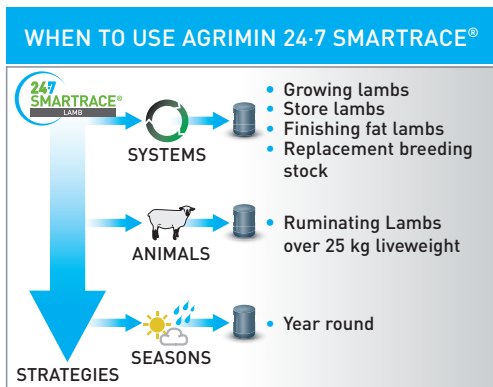 WHEN TO USE AGRIMIN 24·7 SMARTRACE®
24·7
SMARTRACE®
LAMB
SYSTEMS
• Growing lambs
• Store lambs
• Finishing fat lambs
• Replacement breeding
stock
ANIMALS
• Ruminating Lambs
over 25 kg liveweight
SEASONS
• Year round
STRATEGIES